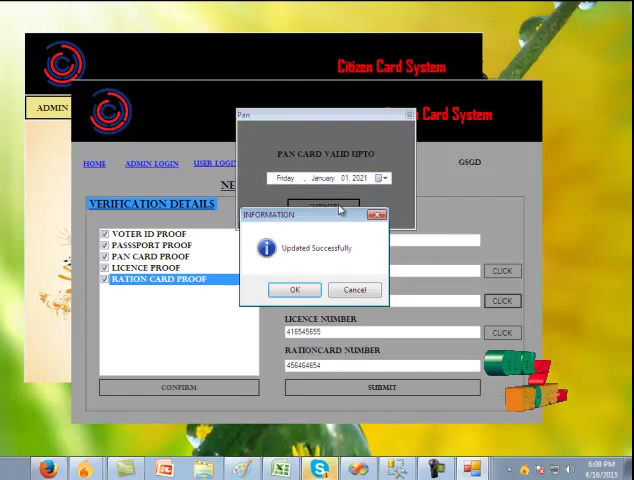 Citizen Card System
ADMIN
Card System
Pan
PAN CARD VALID UPTO
HOME
ADMIN LOGIN
USER LOGI
GSGD
Friday , January 01, 2021
NE
VERIFICATION DETAILS
INFORMATION
VOTER ID PROOF
PASSSPORT PROOF
PAN CARD PROOF
LICENCE PROOF
RATION CARD PROOF
Updated Successfully
CLICK
OK
Cancel
CLICK
LICENCE NUMBER
416545655
CLICK
RATIONCARD NUMBER
456464654
CONFIRM
SUBMIT
6:08 PM
4/16/2015